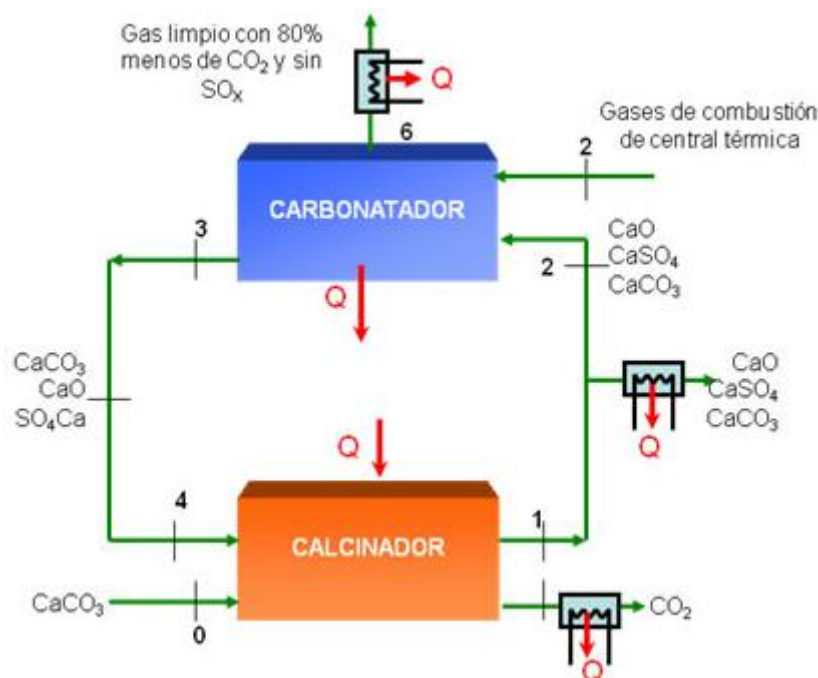 Gas limpio con 80%
menos de CO₂ y sin
SOₓ
Q
6
Gases de combustión
de central térmica
2
CARBONATADOR
3
CaO
CaSO₄
CaCO₃
2
Q
CaCO₃
CaO
SO₄Ca
CaO
CaSO₄
CaCO₃
Q
Q
4
1
CALCINADOR
CaCO₃
0
CO₂
Q